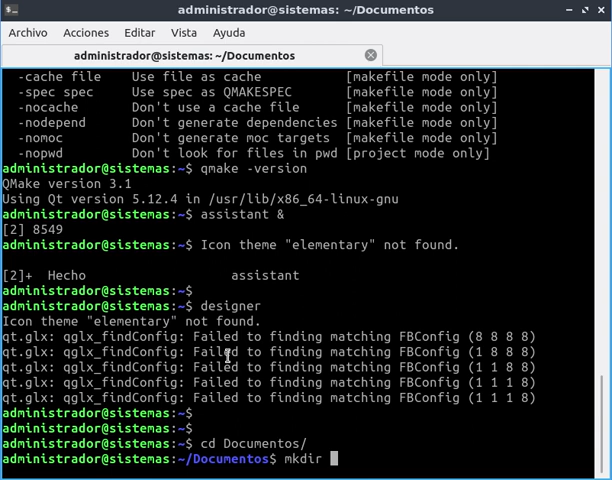 administrador@sistemas: ~/Documentos
Archivo Acciones Editar Vista Ayuda
administrador@sistemas: ~/Documentos
  -cache file    Use file as cache         [makefile mode only]
  -spec spec     Use spec as QMAKESPEC     [makefile mode only]
  -nocache       Don't use a cache file    [makefile mode only]
  -nodepend      Don't generate dependencies [makefile mode only]
  -nomoc         Don't generate moc targets  [makefile mode only]
  -nopwd         Don't look for files in pwd [project mode only]
administrador@sistemas:~$ qmake -version
QMake version 3.1
Using Qt version 5.12.4 in /usr/lib/x86_64-linux-gnu
administrador@sistemas:~$ assistant &
[2] 8549
administrador@sistemas:~$ Icon theme "elementary" not found.
[2]+  Hecho                   assistant
administrador@sistemas:~$
administrador@sistemas:~$ designer
Icon theme "elementary" not found.
qt.glx: qglx_findConfig: Failed to finding matching FBConfig (8 8 8 8)
qt.glx: qglx_findConfig: Failed to finding matching FBConfig (1 8 8 8)
qt.glx: qglx_findConfig: Failed to finding matching FBConfig (1 1 8 8)
qt.glx: qglx_findConfig: Failed to finding matching FBConfig (1 1 1 8)
qt.glx: qglx_findConfig: Failed to finding matching FBConfig (1 1 1 8)
administrador@sistemas:~$
administrador@sistemas:~$
administrador@sistemas:~$ cd Documentos/
administrador@sistemas:~/Documentos$ mkdir